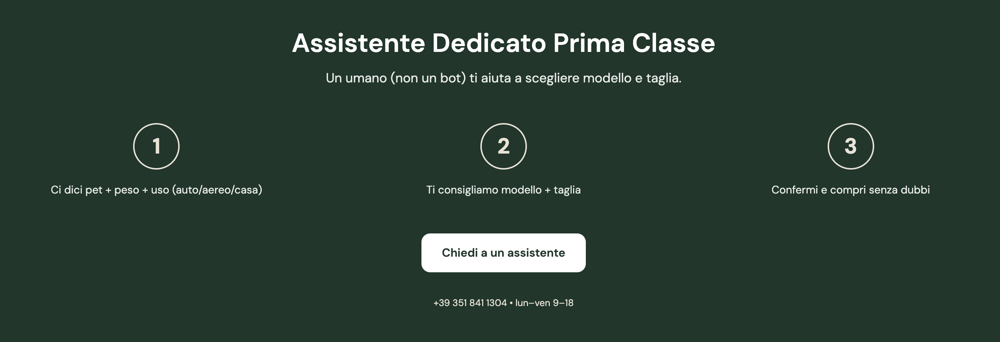 Assistente Dedicato Prima Classe
Un umano (non un bot) ti aiuta a scegliere modello e taglia.
1
2
3
Ci dici pet + peso + uso (auto/aereo/casa)
Ti consigliamo modello + taglia
Confermi e compri senza dubbi
Chiedi a un assistente
+39 351 841 1304 • lun–ven 9–18